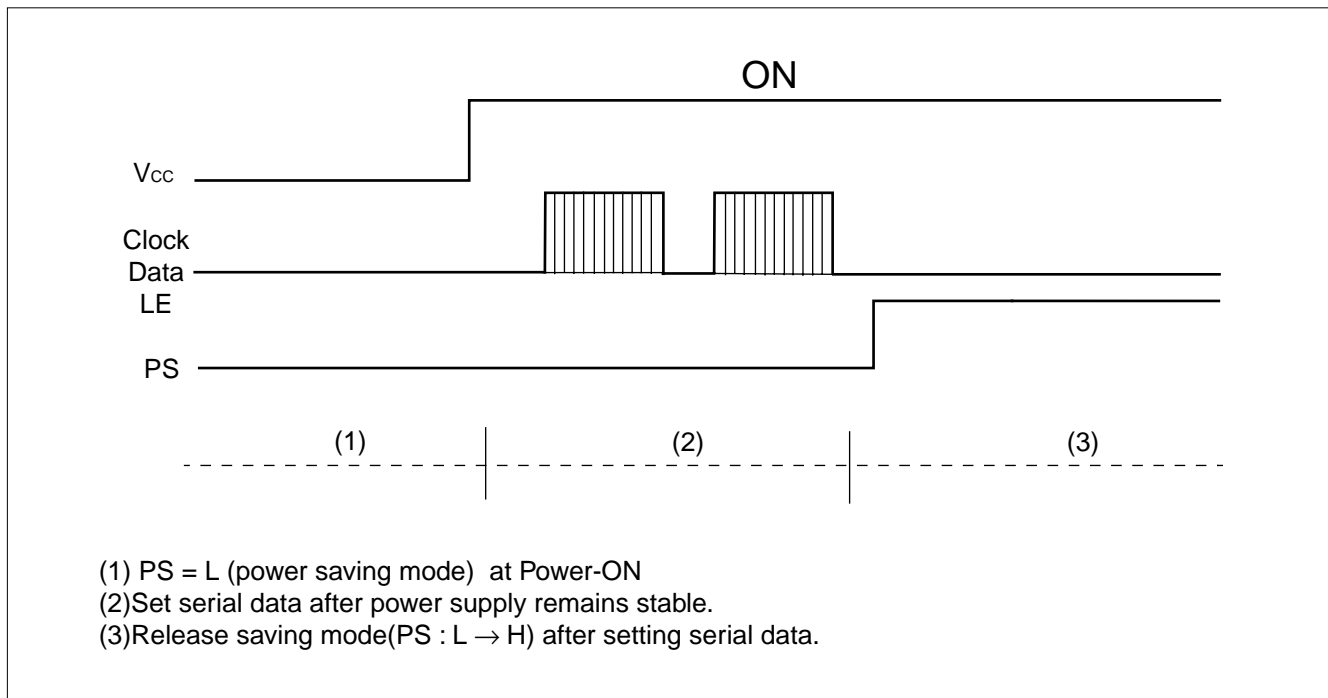 ON
Vcc
Clock
Data
LE
PS
(1)
(2)
(3)
(1) PS = L (power saving mode) at Power-ON
(2)Set serial data after power supply remains stable.
(3)Release saving mode(PS : L → H) after setting serial data.